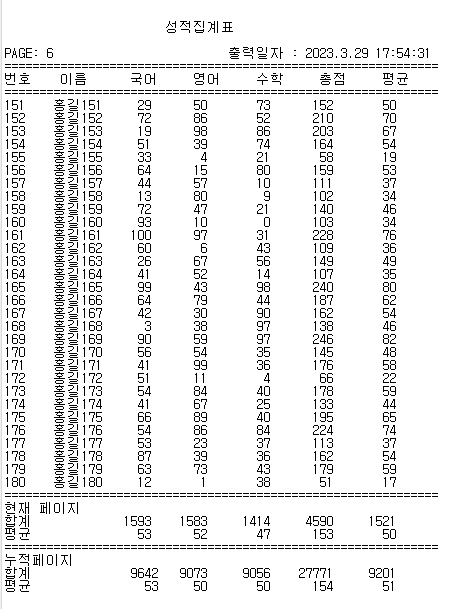 성적집계표
PAGE: 6 출력일자 : 2023.3.29 17:54:31
번호 이름 국어 영어 수학 총점 평균
151 홍길151 29 50 73 152 50
152 홍길152 72 86 52 210 70
153 홍길153 19 98 86 203 67
154 홍길154 51 39 74 164 54
155 홍길155 33 4 21 58 19
156 홍길156 64 15 80 159 53
157 홍길157 44 57 10 111 37
158 홍길158 13 80 9 102 34
159 홍길159 72 47 21 140 46
160 홍길160 93 10 0 103 34
161 홍길161 100 97 31 228 76
162 홍길162 60 6 43 109 36
163 홍길163 26 67 56 149 49
164 홍길164 41 52 14 107 35
165 홍길165 99 43 98 240 80
166 홍길166 64 79 44 187 62
167 홍길167 42 30 90 162 54
168 홍길168 3 38 97 138 46
169 홍길169 90 59 97 246 82
170 홍길170 56 54 35 145 48
171 홍길171 41 99 36 176 58
172 홍길172 51 11 4 66 22
173 홍길173 54 84 40 178 59
174 홍길174 41 67 25 133 44
175 홍길175 66 89 40 195 65
176 홍길176 54 86 84 224 74
177 홍길177 53 23 37 113 37
178 홍길178 87 39 36 162 54
179 홍길179 63 73 43 179 59
180 홍길180 12 1 38 51 17
현재 페이지
합계 1593 1583 1414 4590 1521
평균 53 52 47 153 50
누적페이지
합계 9642 9073 9056 27771 9201
평균 53 50 50 154 51